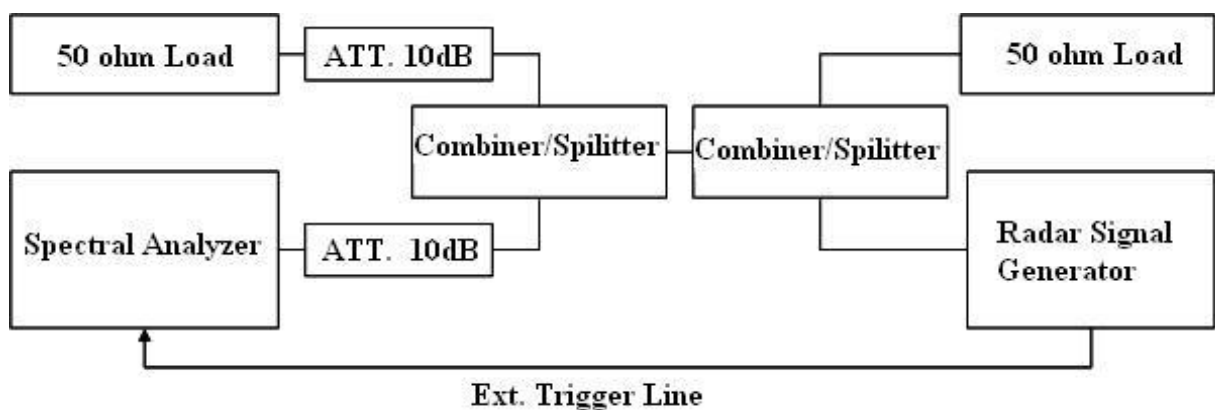 50 ohm Load
ATT. 10dB
50 ohm Load
Combiner/Spilitter
Combiner/Spilitter
Spectral Analyzer
ATT. 10dB
Radar Signal
Generator
Ext. Trigger Line